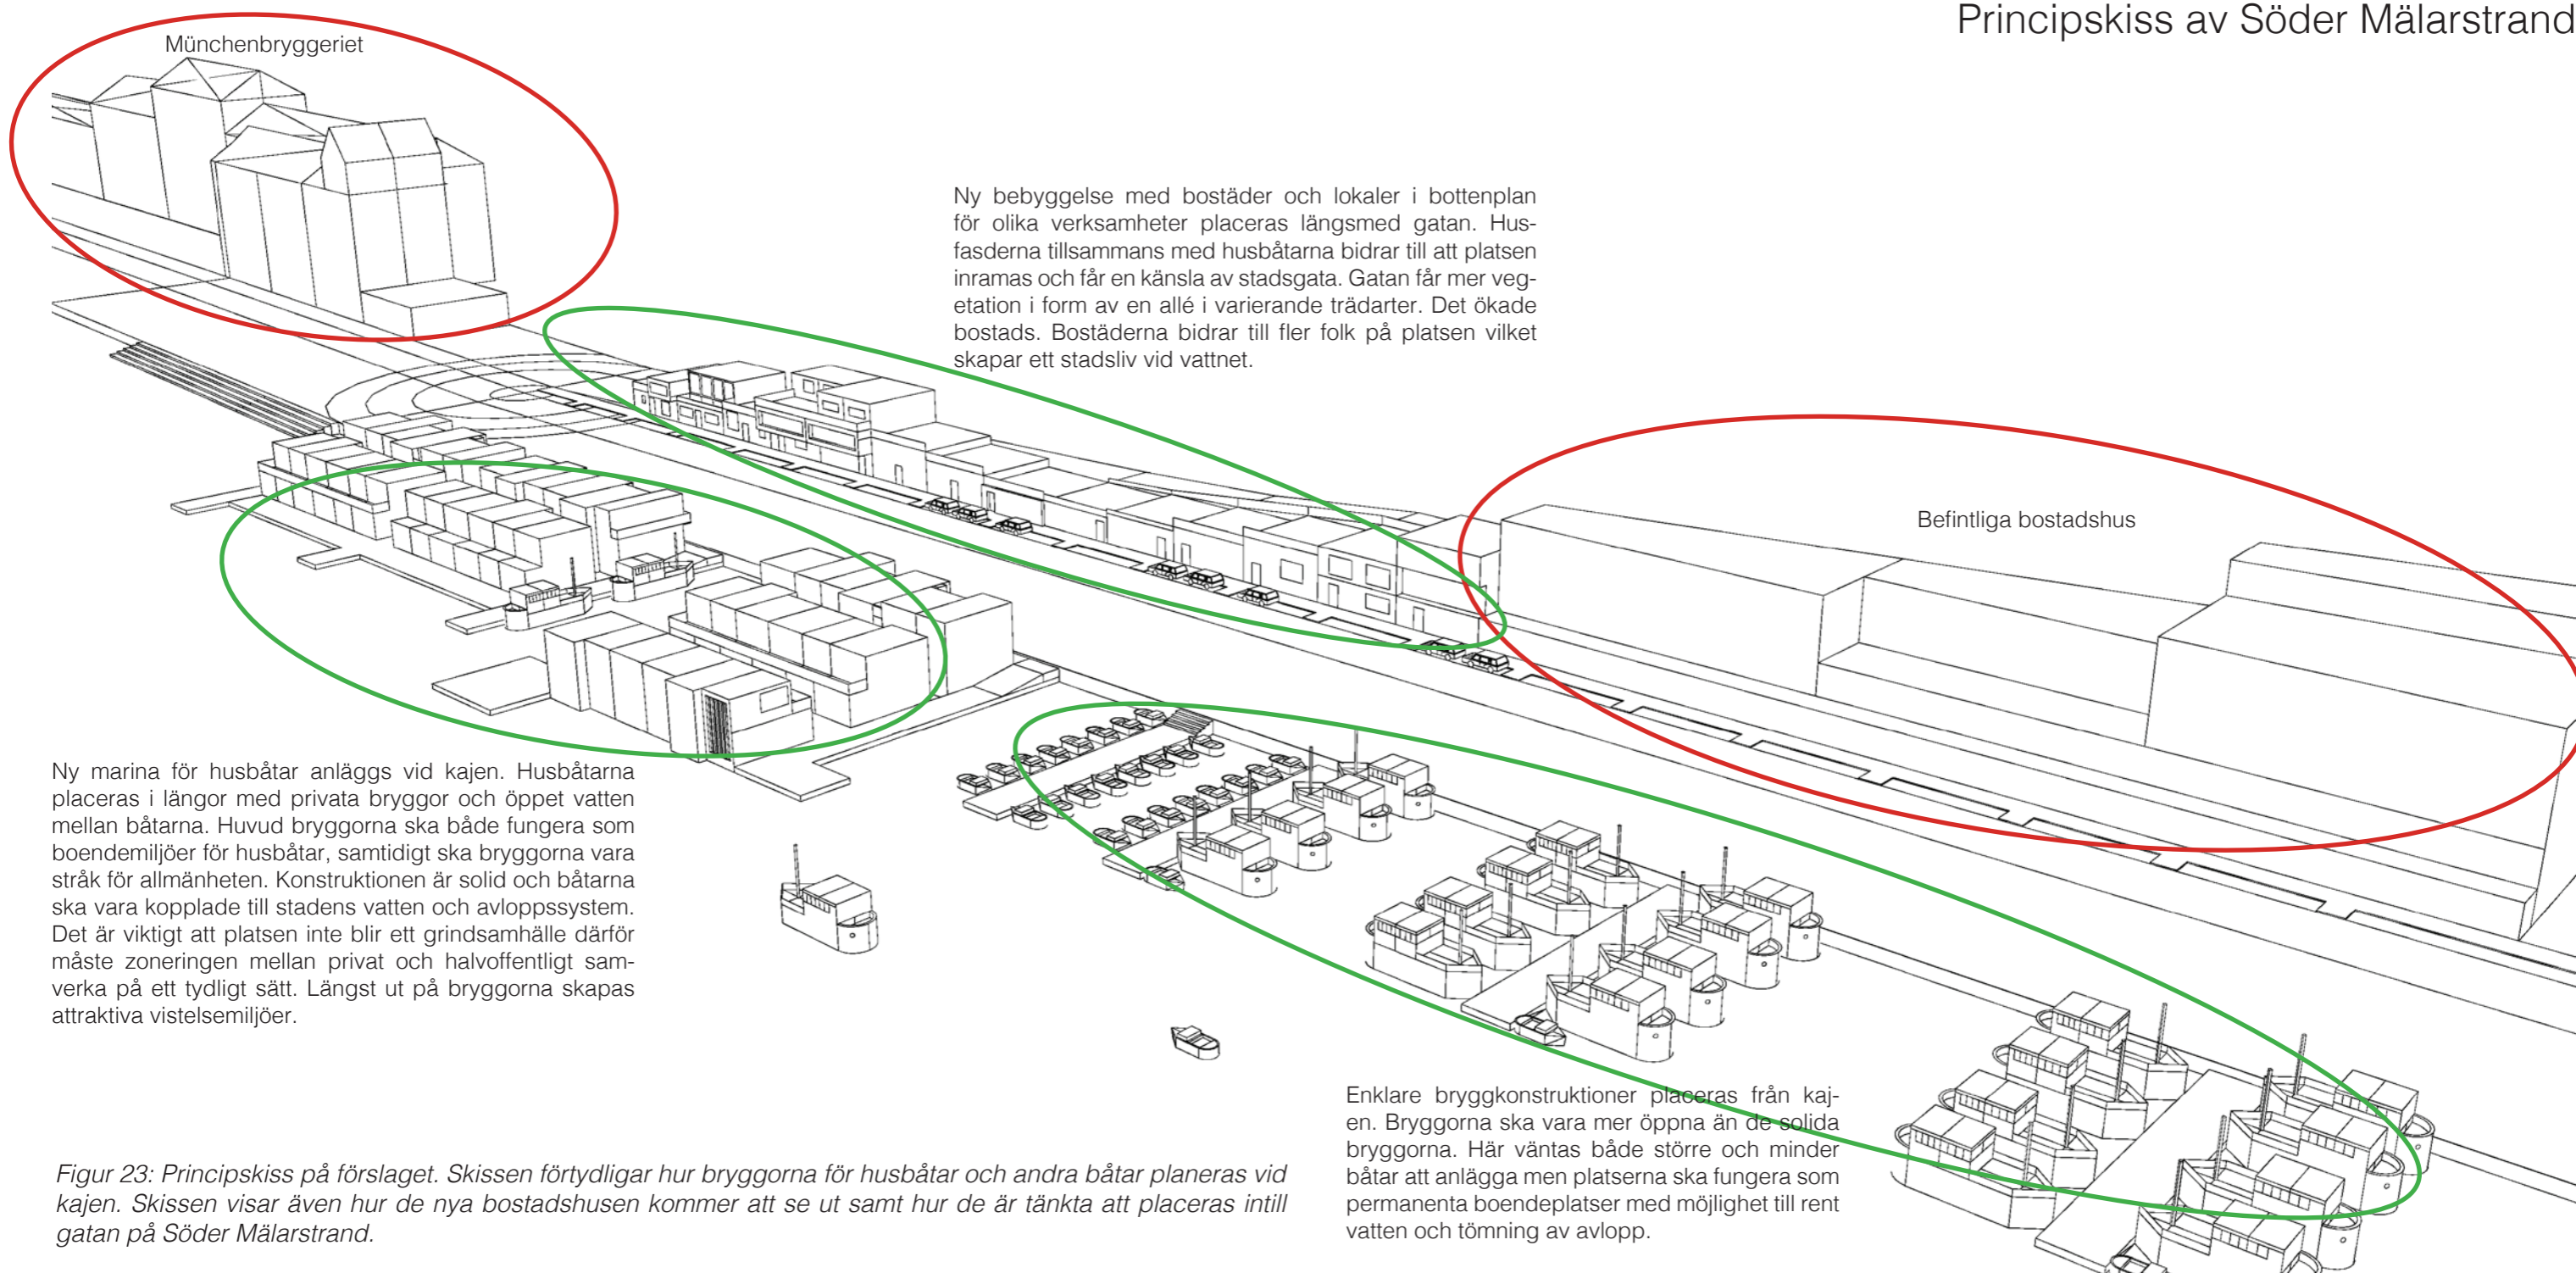 Principskiss av Söder Mälarstrand
Münchenbryggeriet
Ny bebyggelse med bostäder och lokaler i bottenplan
för olika verksamheter placeras längsmed gatan. Hus-
fasderna tillsammans med husbåtarna bidrar till att platsen
inramas och får en känsla av stadsgata. Gatan får mer veg-
etation i form av en allé i varierande trädarter. Det ökade
bostads. Bostäderna bidrar till fler folk på platsen vilket
skapar ett stadsliv vid vattnet.
Befintliga bostadshus
Ny marina för husbåtar anläggs vid kajen. Husbåtarna
placeras i längor med privata bryggor och öppet vatten
mellan båtarna. Huvud bryggorna ska både fungera som
boendemiljöer för husbåtar, samtidigt ska bryggorna vara
stråk för allmänheten. Konstruktionen är solid och båtarna
ska vara kopplade till stadens vatten och avloppssystem.
Det är viktigt att platsen inte blir ett grindsamhälle därför
måste zoneringen mellan privat och halvoffentligt sam-
verka på ett tydligt sätt. Längst ut på bryggorna skapas
attraktiva vistelsemiljöer.
Enklare bryggkonstruktioner placeras från kaj-
en. Bryggorna ska vara mer öppna än de solida
bryggorna. Här väntas både större och minder
båtar att anlägga men platserna ska fungera som
permanenta boendeplatser med möjlighet till rent
vatten och tömning av avlopp.
Figur 23: Principskiss på förslaget. Skissen förtydligar hur bryggorna för husbåtar och andra båtar planeras vid
kajen. Skissen visar även hur de nya bostadshusen kommer att se ut samt hur de är tänkta att placeras intill
gatan på Söder Mälarstrand.